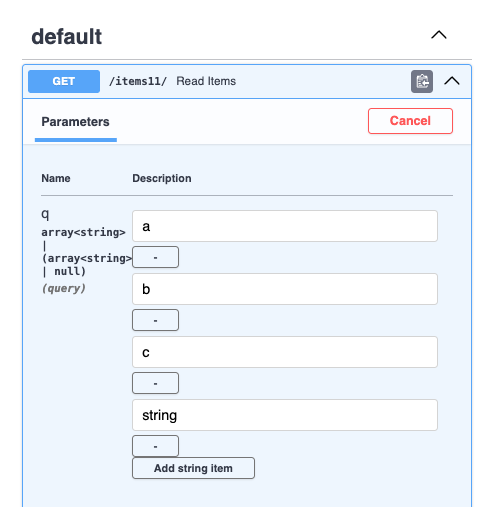 default
GET /items11/ Read Items
Parameters
Cancel
Name Description
q
array<string>
|
(array<string>
| null)
(query)
a
-
b
-
c
-
string
-
Add string item